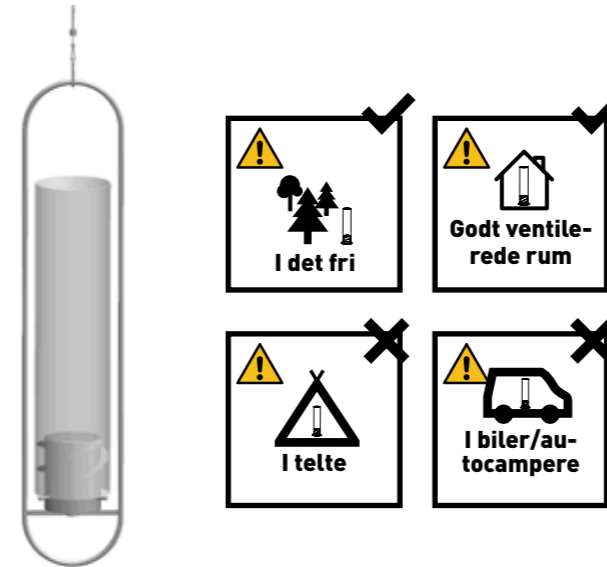 I det fri
Godt ventile-
rede rum
I telte
I biler/au-
tocampere